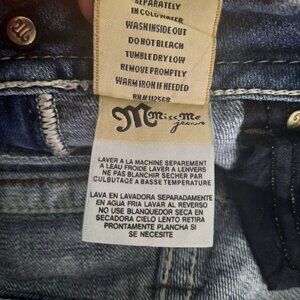 SEPARATELY
IN COLD WATER
WASH INSIDE OUT
DO NOT BLEACH
TUMBLE DRY LOW
REMOVE PROMPTLY
WARM IRON IF NEEDED
RN# 112568
M Miss Me
jeans
LAVER A LA MACHINE SEPAREMENT
A LEAU FROIDE LAVER A LENVERS
NE PAS BLANCHIR SECHER PAR
CULBUTAGE A BASSE TEMPERATURE
LAVA EN LAVADORA SEPARADAMENTE
EN AGUA FRIA LAVAR AL REVERSO
NO USE BLANQUEDOR SECA EN
SECADORA CIELO LENTO RETIRA
PRONTAMENTE PLANCHA SI
SE NECESITE